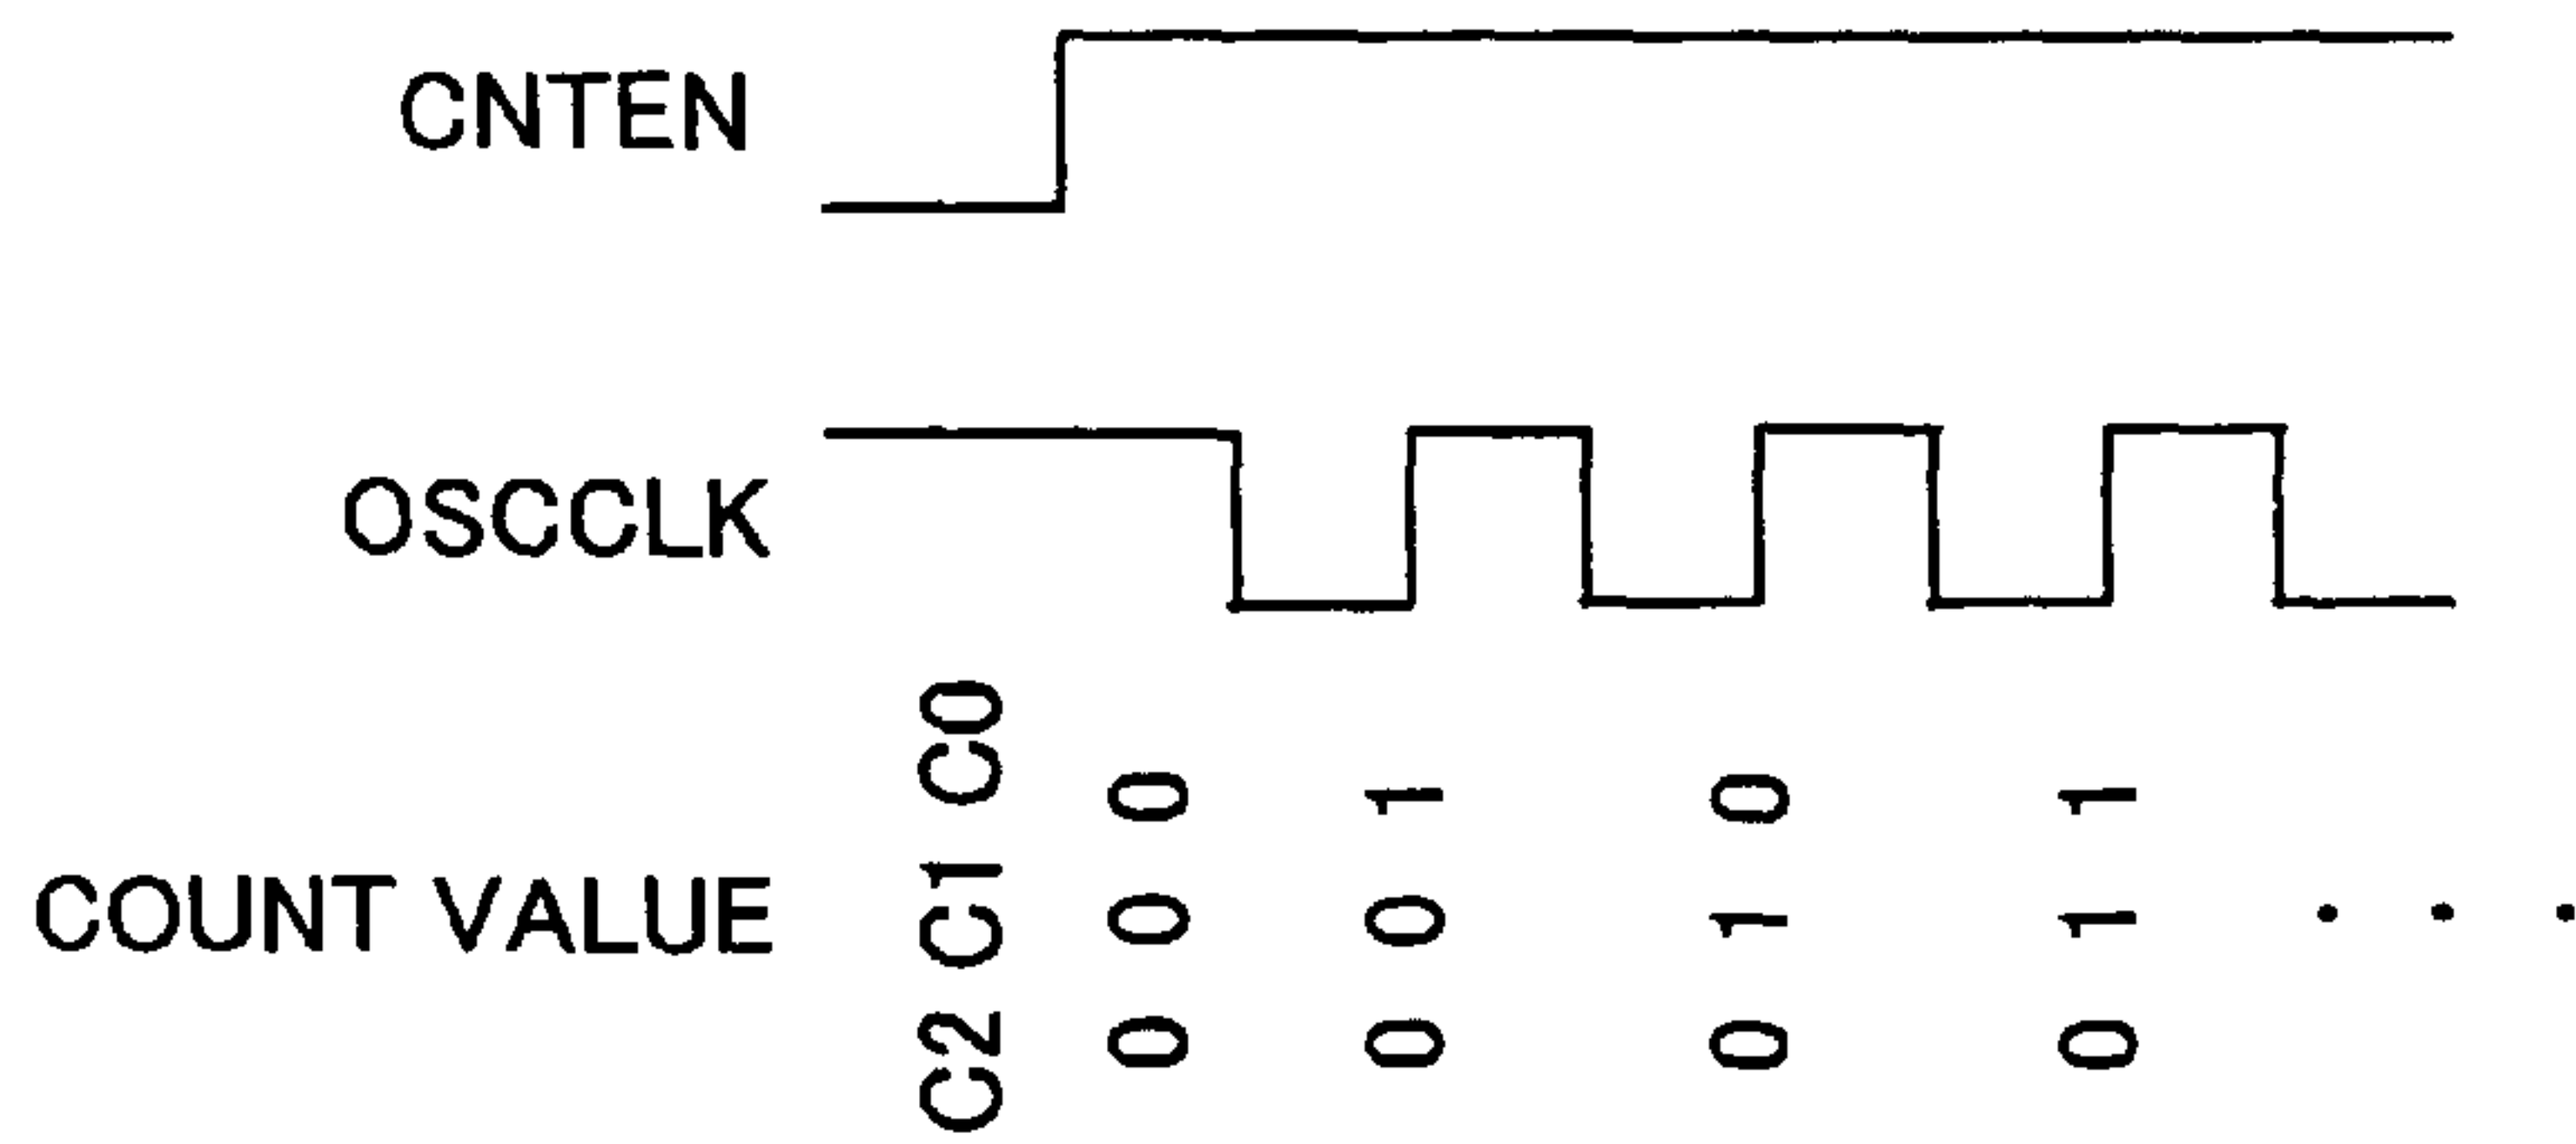 CNTEN
OSCCLK
COUNT VALUE
C2 C1 C0
0 0 0
0 0 1
0 1 0
0 1 1
. . .